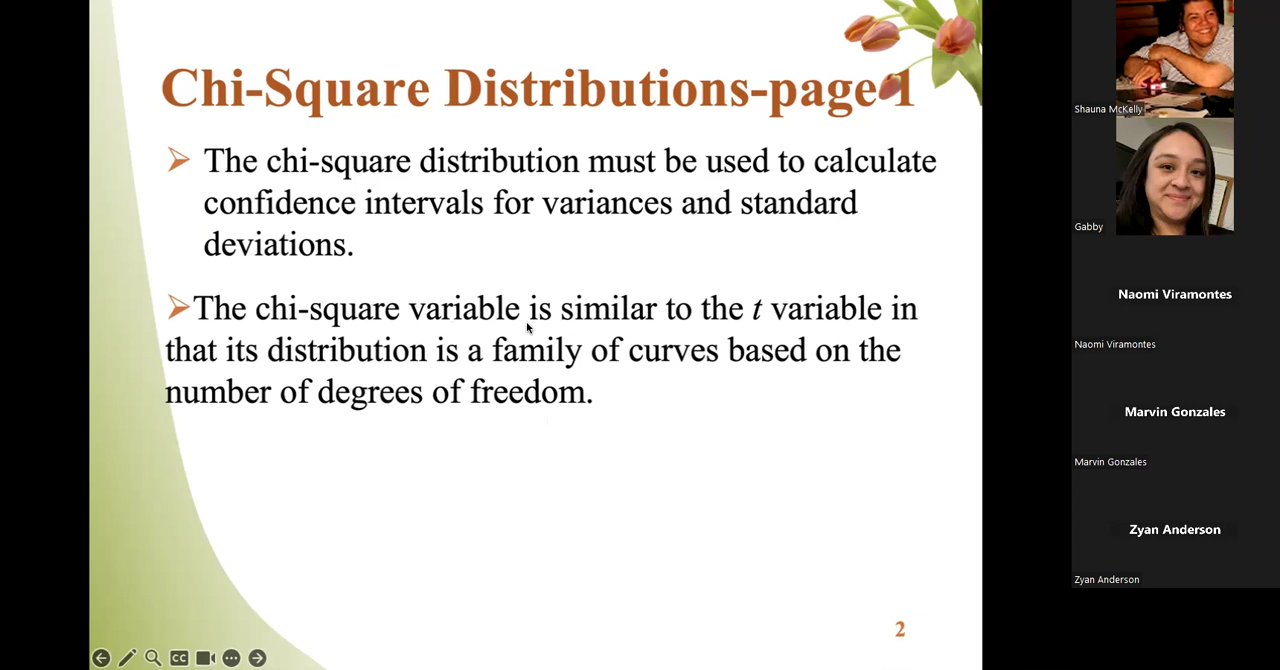 Chi-Square Distributions-page 1
The chi-square distribution must be used to calculate
confidence intervals for variances and standard
deviations.
The chi-square variable is similar to the t variable in
that its distribution is a family of curves based on the
number of degrees of freedom.
2
CC
Shauna McKelly
Gabby
Naomi Viramontes
Naomi Viramontes
Marvin Gonzales
Marvin Gonzales
Zyan Anderson
Zyan Anderson